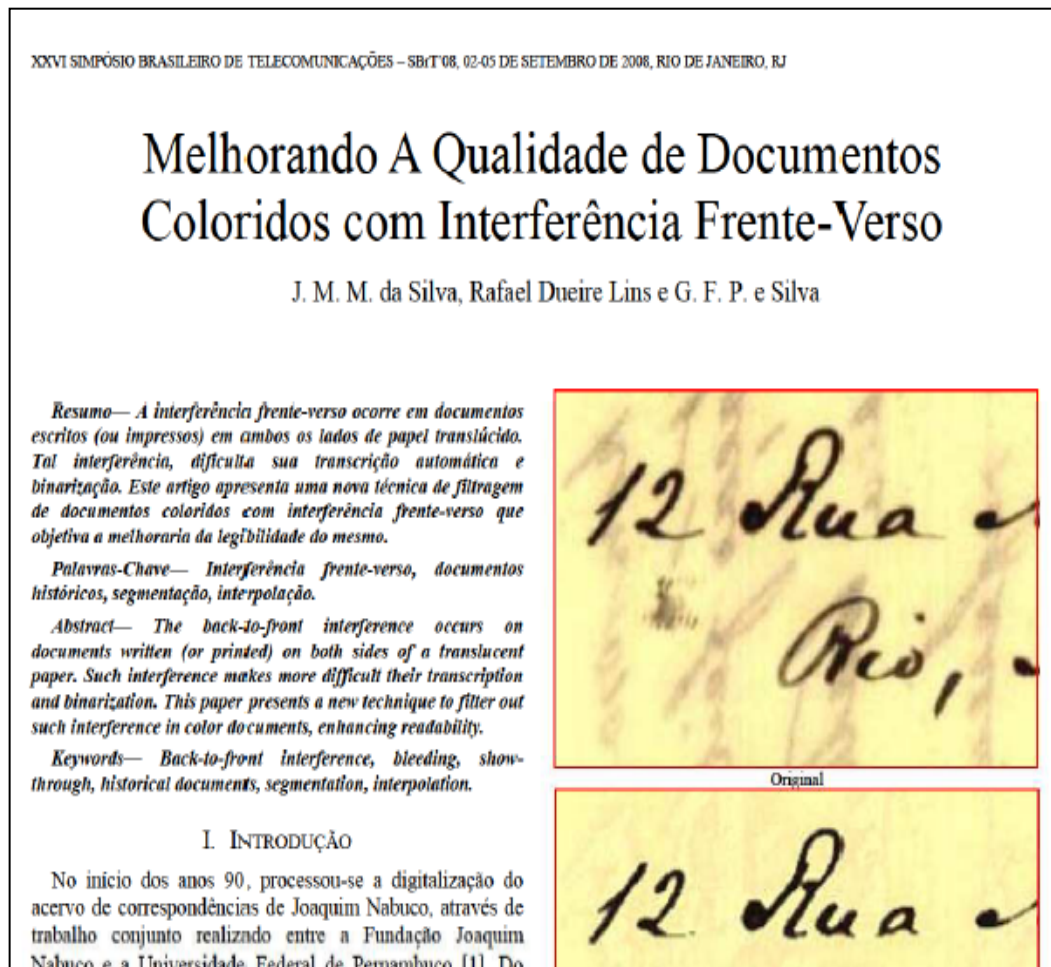 XXVI SIMPÓSIO BRASILEIRO DE TELECOMUNICAÇÕES – SBrT'08, 02-05 DE SETEMBRO DE 2008, RIO DE JANEIRO, RJ
Melhorando A Qualidade de Documentos
Coloridos com Interferência Frente-Verso
J. M. M. da Silva, Rafael Dueire Lins e G. F. P. e Silva
Resumo— A interferência frente-verso ocorre em documentos
escritos (ou impressos) em ambos os lados de papel translúcido.
Tal interferência, dificulta sua transcrição automática e
binarização. Este artigo apresenta uma nova técnica de filtragem
de documentos coloridos com interferência frente-verso que
objetiva a melhoraria da legibilidade do mesmo.
Palavras-Chave— Interferência frente-verso, documentos
históricos, segmentação, interpolação.
Abstract— The back-to-front interference occurs on
documents written (or printed) on both sides of a translucent
paper. Such interference makes more difficult their transcription
and binarization. This paper presents a new technique to filter out
such interference in color documents, enhancing readability.
Keywords— Back-to-front interference, bleeding, show-
through, historical documents, segmentation, interpolation.
I. INTRODUÇÃO
No início dos anos 90, processou-se a digitalização do
acervo de correspondências de Joaquim Nabuco, através de
trabalho conjunto realizado entre a Fundação Joaquim
Nabuco e a Universidade Federal de Pernambuco [1]. Do
12 Rua
Rio,
Original
12 Rua